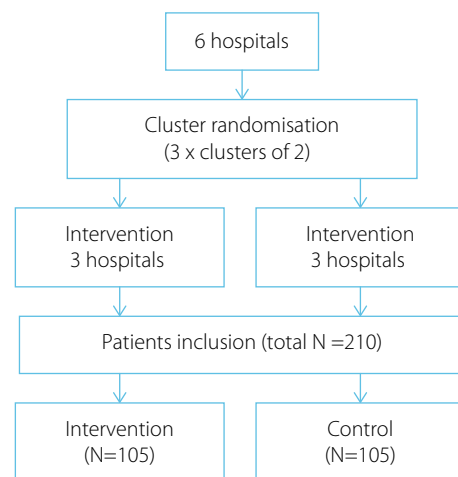 6 hospitals
Cluster randomisation
(3 x clusters of 2)
Intervention
3 hospitals
Intervention
3 hospitals
Patients inclusion (total N =210)
Intervention
(N=105)
Control
(N=105)